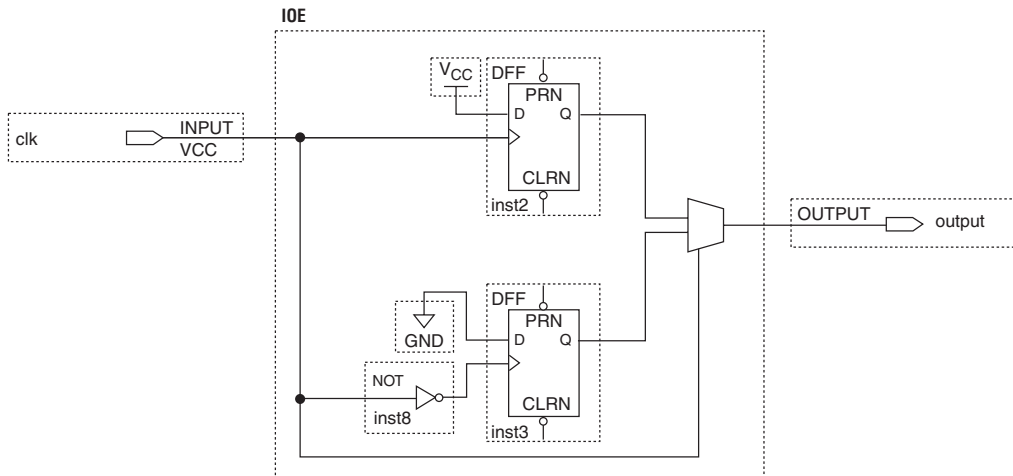 IOE
V_CC
DFF
PRN
D Q
CLRN
inst2
clk
INPUT
VCC
OUTPUT
output
DFF
PRN
D Q
CLRN
inst3
GND
NOT
inst8